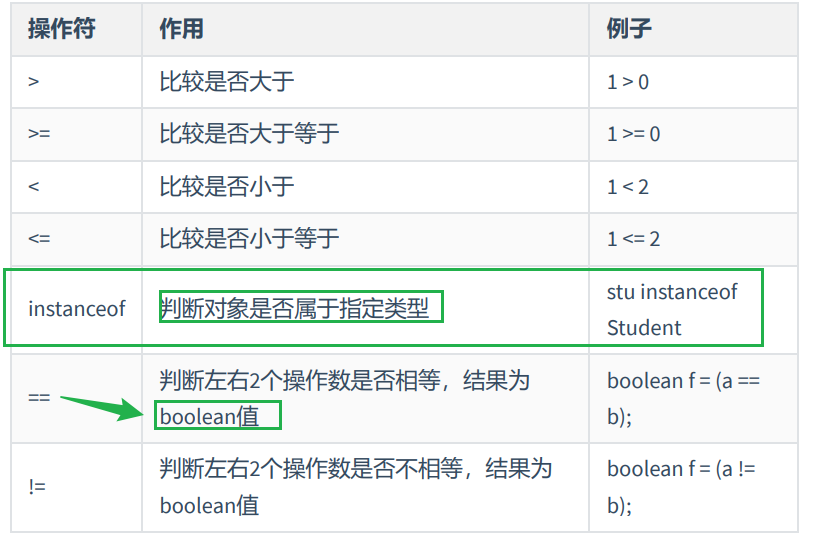 操作符 作用 例子
> 比较是否大于 1 > 0
>= 比较是否大于等于 1 >= 0
< 比较是否小于 1 < 2
<= 比较是否小于等于 1 <= 2
instanceof 判断对象是否属于指定类型 stu instanceof
Student
== 判断左右2个操作数是否相等，结果为 boolean f = (a ==
boolean值 b);
!= 判断左右2个操作数是否不相等，结果为 boolean f = (a !=
boolean值 b);